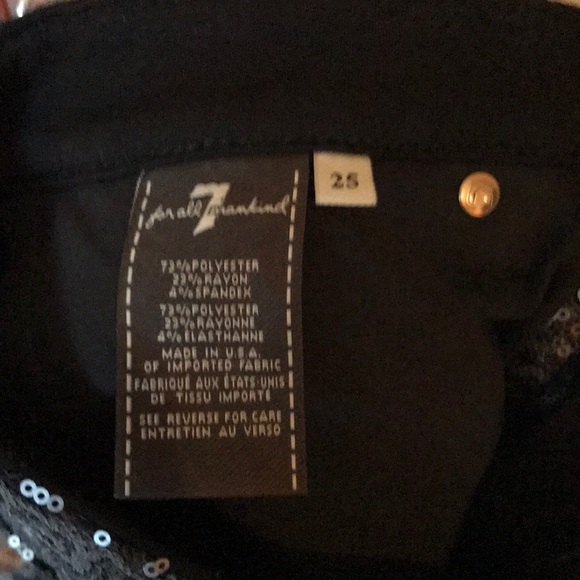 7
for all mankind
25
73% POLYESTER
23% RAYON
4% SPANDEX
73% POLYESTER
23% RAYONNE
4% ELASTHANNE
MADE IN U.S.A.
OF IMPORTED FABRIC
FABRIQUÉ AUX ÉTATS-UNIS
DE TISSU IMPORTÉ
SEE REVERSE FOR CARE
ENTRETIEN AU VERSO